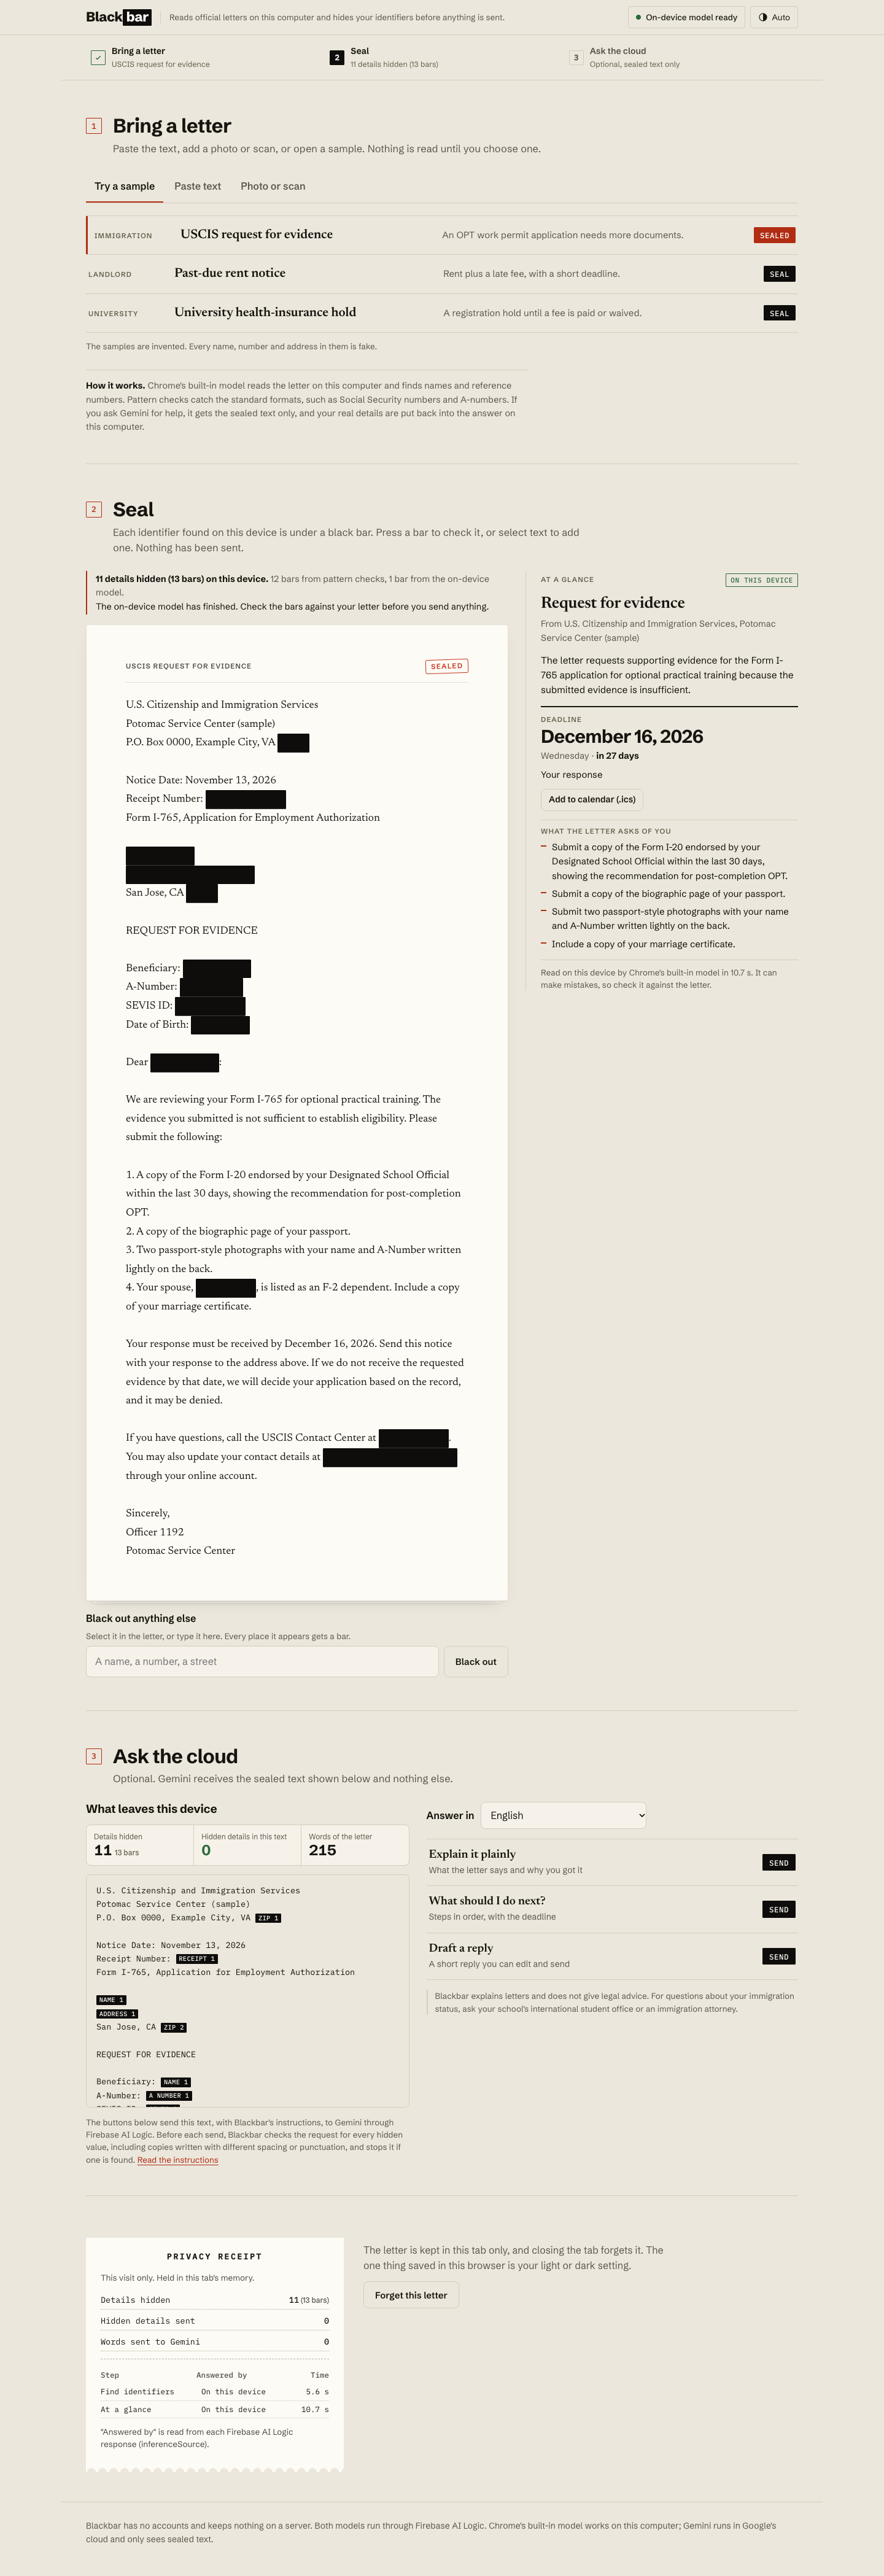 Blackbar
Reads official letters on this computer and hides your identifiers before anything is sent.
On-device model ready
Auto
Bring a letter
USCIS request for evidence
2
Seal
11 details hidden (13 bars)
3
Ask the cloud
Optional, sealed text only
1
Bring a letter
Paste the text, add a photo or scan, or open a sample. Nothing is read until you choose one.
Try a sample
Paste text
Photo or scan
IMMIGRATION
USCIS request for evidence
An OPT work permit application needs more documents.
SEALED
LANDLORD
Past-due rent notice
Rent plus a late fee, with a short deadline.
SEAL
UNIVERSITY
University health-insurance hold
A registration hold until a fee is paid or waived.
SEAL
The samples are invented. Every name, number and address in them is fake.
How it works. Chrome's built-in model reads the letter on this computer and finds names and reference
numbers. Pattern checks catch the standard formats, such as Social Security numbers and A-numbers. If
you ask Gemini for help, it gets the sealed text only, and your real details are put back into the answer on
this computer.
2
Seal
Each identifier found on this device is under a black bar. Press a bar to check it, or select text to add
one. Nothing has been sent.
11 details hidden (13 bars) on this device. 12 bars from pattern checks, 1 bar from the on-device
model.
The on-device model has finished. Check the bars against your letter before you send anything.
USCIS REQUEST FOR EVIDENCE
SEALED
U.S. Citizenship and Immigration Services
Potomac Service Center (sample)
P.O. Box 0000, Example City, VA
Notice Date: November 13, 2026
Receipt Number:
Form I-765, Application for Employment Authorization
San Jose, CA
REQUEST FOR EVIDENCE
Beneficiary:
A-Number:
SEVIS ID:
Date of Birth:
Dear :
We are reviewing your Form I-765 for optional practical training. The
evidence you submitted is not sufficient to establish eligibility. Please
submit the following:
1. A copy of the Form I-20 endorsed by your Designated School Official
within the last 30 days, showing the recommendation for post-completion
OPT.
2. A copy of the biographic page of your passport.
3. Two passport-style photographs with your name and A-Number written
lightly on the back.
4. Your spouse, , is listed as an F-2 dependent. Include a copy
of your marriage certificate.
Your response must be received by December 16, 2026. Send this notice
with your response to the address above. If we do not receive the requested
evidence by that date, we will decide your application based on the record,
and it may be denied.
If you have questions, call the USCIS Contact Center at .
You may also update your contact details at
through your online account.
Sincerely,
Officer 1192
Potomac Service Center
AT A GLANCE
ON THIS DEVICE
Request for evidence
From U.S. Citizenship and Immigration Services, Potomac
Service Center (sample)
The letter requests supporting evidence for the Form I-
765 application for optional practical training because the
submitted evidence is insufficient.
DEADLINE
December 16, 2026
Wednesday · in 27 days
Your response
Add to calendar (.ics)
WHAT THE LETTER ASKS OF YOU
Submit a copy of the Form I-20 endorsed by your
Designated School Official within the last 30 days,
showing the recommendation for post-completion OPT.
Submit a copy of the biographic page of your passport.
Submit two passport-style photographs with your name
and A-Number written lightly on the back.
Include a copy of your marriage certificate.
Read on this device by Chrome's built-in model in 10.7 s. It can
make mistakes, so check it against the letter.
Black out anything else
Select it in the letter, or type it here. Every place it appears gets a bar.
A name, a number, a street
Black out
3
Ask the cloud
Optional. Gemini receives the sealed text shown below and nothing else.
What leaves this device
Details hidden
11 13 bars
Hidden details in this text
0
Words of the letter
215
U.S. Citizenship and Immigration Services
Potomac Service Center (sample)
P.O. Box 0000, Example City, VA ZIP 1
Notice Date: November 13, 2026
Receipt Number: RECEIPT 1
Form I-765, Application for Employment Authorization
NAME 1
ADDRESS 1
San Jose, CA ZIP 2
REQUEST FOR EVIDENCE
Beneficiary: NAME 1
A-Number: A NUMBER 1
The buttons below send this text, with Blackbar's instructions, to Gemini through
Firebase AI Logic. Before each send, Blackbar checks the request for every hidden
value, including copies written with different spacing or punctuation, and stops it if
one is found. Read the instructions
Answer in
English
Explain it plainly
What the letter says and why you got it
SEND
What should I do next?
Steps in order, with the deadline
SEND
Draft a reply
A short reply you can edit and send
SEND
Blackbar explains letters and does not give legal advice. For questions about your immigration
status, ask your school's international student office or an immigration attorney.
PRIVACY RECEIPT
This visit only. Held in this tab's memory.
Details hidden 11 (13 bars)
Hidden details sent 0
Words sent to Gemini 0
Step Answered by Time
Find identifiers On this device 5.6 s
At a glance On this device 10.7 s
"Answered by" is read from each Firebase AI Logic
response (inferenceSource).
The letter is kept in this tab only, and closing the tab forgets it. The
one thing saved in this browser is your light or dark setting.
Forget this letter
Blackbar has no accounts and keeps nothing on a server. Both models run through Firebase AI Logic. Chrome's built-in model works on this computer; Gemini runs in Google's
cloud and only sees sealed text.